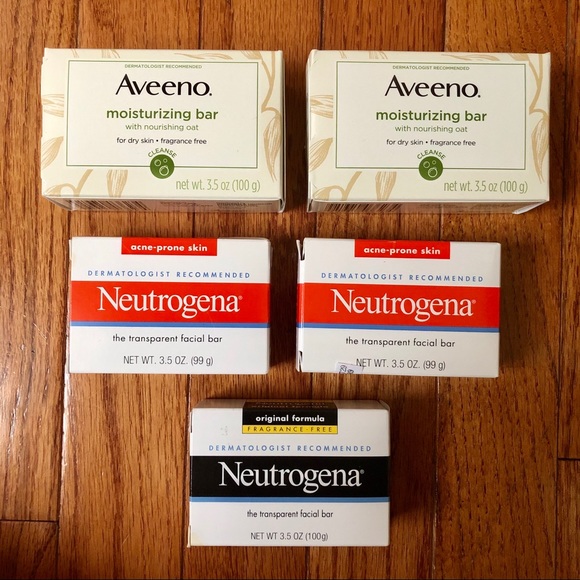 DERMATOLOGIST RECOMMENDED
Aveeno.
moisturizing bar
with nourishing oat
for dry skin • fragrance free
CLEANSE
net wt. 3.5 oz (100 g)
DERMATOLOGIST RECOMMENDED
Aveeno.
moisturizing bar
with nourishing oat
for dry skin • fragrance free
CLEANSE
net wt. 3.5 oz (100 g)
acne-prone skin
DERMATOLOGIST RECOMMENDED
Neutrogena®
the transparent facial bar
NET WT. 3.5 OZ. (99 g)
acne-prone skin
DERMATOLOGIST RECOMMENDED
Neutrogena®
the transparent facial bar
NET WT. 3.5 OZ. (99 g)
original formula
FRAGRANCE-FREE
DERMATOLOGIST RECOMMENDED
Neutrogena®
the transparent facial bar
NET WT 3.5 OZ (100g)